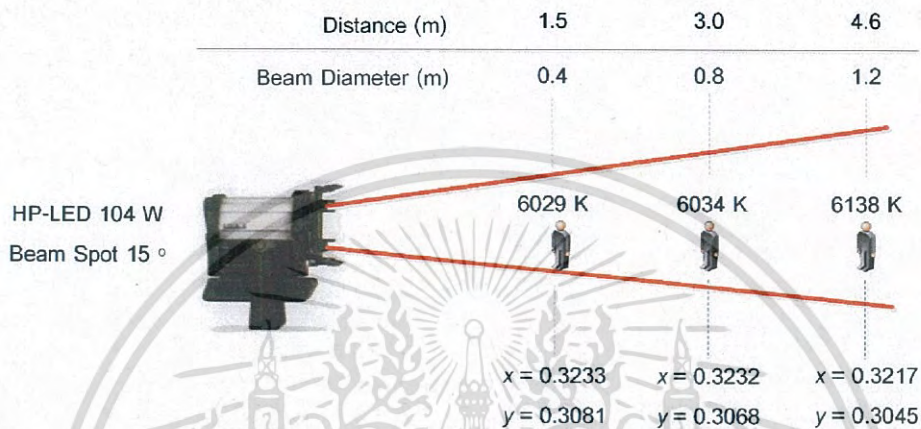 Distance (m) 1.5 3.0 4.6
Beam Diameter (m) 0.4 0.8 1.2
HP-LED 104 W 6029 K 6034 K 6138 K
Beam Spot 15 °
x = 0.3233 x = 0.3232 x = 0.3217
y = 0.3081 y = 0.3068 y = 0.3045